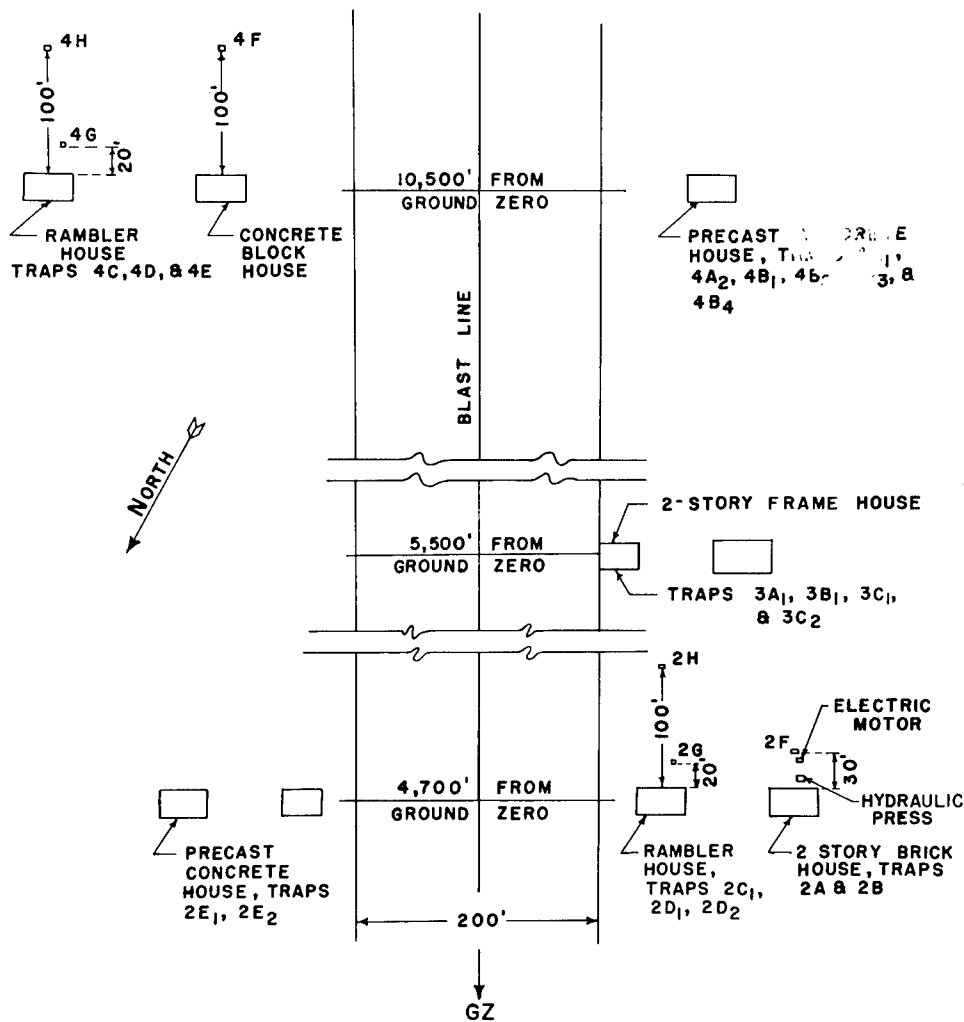 4H
4F
100'
100'
4G
20'
10,500' FROM
GROUND ZERO
RAMBLER
HOUSE
TRAPS 4C, 4D, & 4E
CONCRETE
BLOCK
HOUSE
PRECAST
HOUSE,
4A2, 4B1,
4B4
BLAST LINE
NORTH
2-STORY FRAME HOUSE
5,500' FROM
GROUND ZERO
TRAPS 3A1, 3B1, 3C1,
& 3C2
2H
100'
2G
20'
ELECTRIC
MOTOR
2F
30'
HYDRAULIC
PRESS
4,700' FROM
GROUND ZERO
PRECAST
CONCRETE
HOUSE, TRAPS
2E1, 2E2
RAMBLER
HOUSE,
TRAPS 2C1,
2D1, 2D2
2 STORY BRICK
HOUSE, TRAPS
2A & 2B
200'
GZ